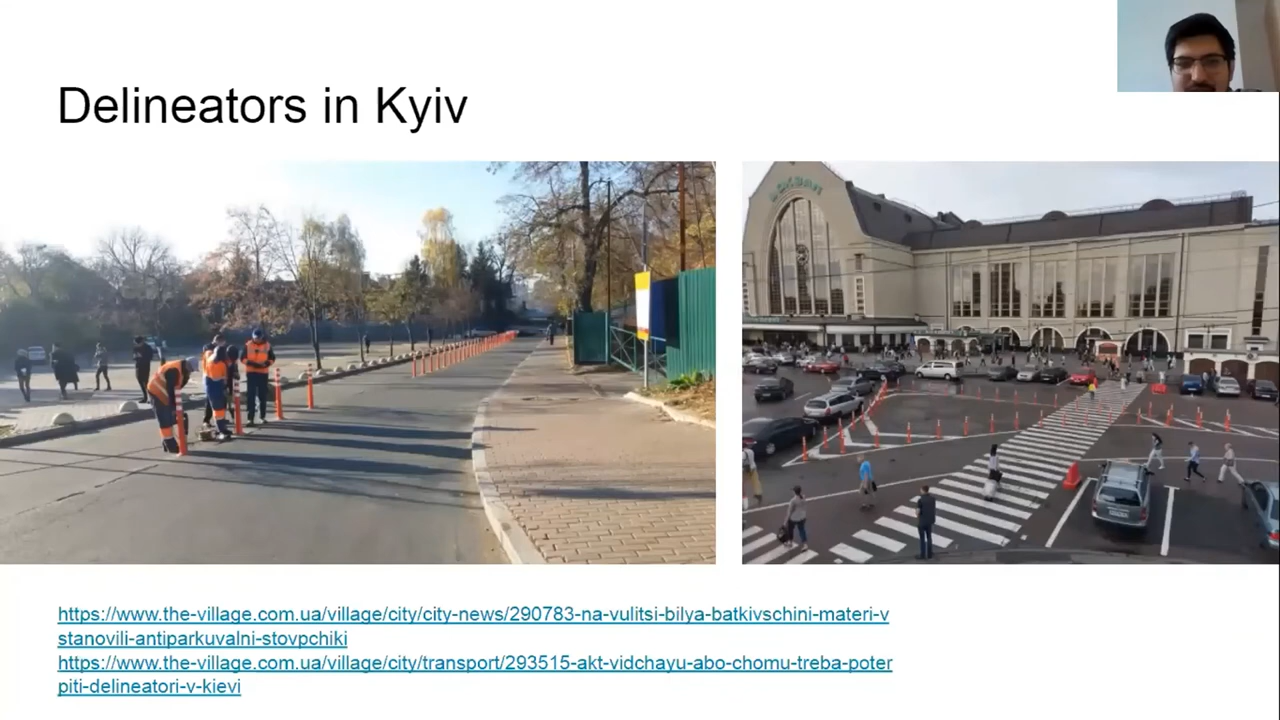 Delineators in Kyiv
ВОКЗАЛ
https://www.the-village.com.ua/village/city/city-news/290783-na-vulitsi-bilya-batkivschini-materi-v
stanovili-antiparkuvalni-stovpchiki
https://www.the-village.com.ua/village/city/transport/293515-akt-vidchayu-abo-chomu-treba-poter
piti-delineatori-v-kievi